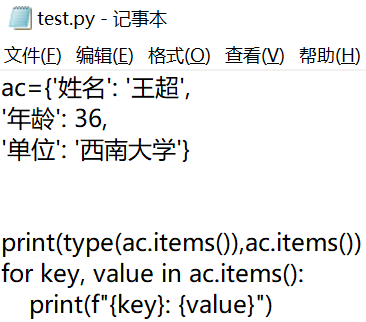 test.py - 记事本
文件(F) 编辑(E) 格式(O) 查看(V) 帮助(H)
ac={'姓名': '王超',
'年龄': 36,
'单位': '西南大学'}
print(type(ac.items()),ac.items())
for key, value in ac.items():
    print(f"{key}: {value}")